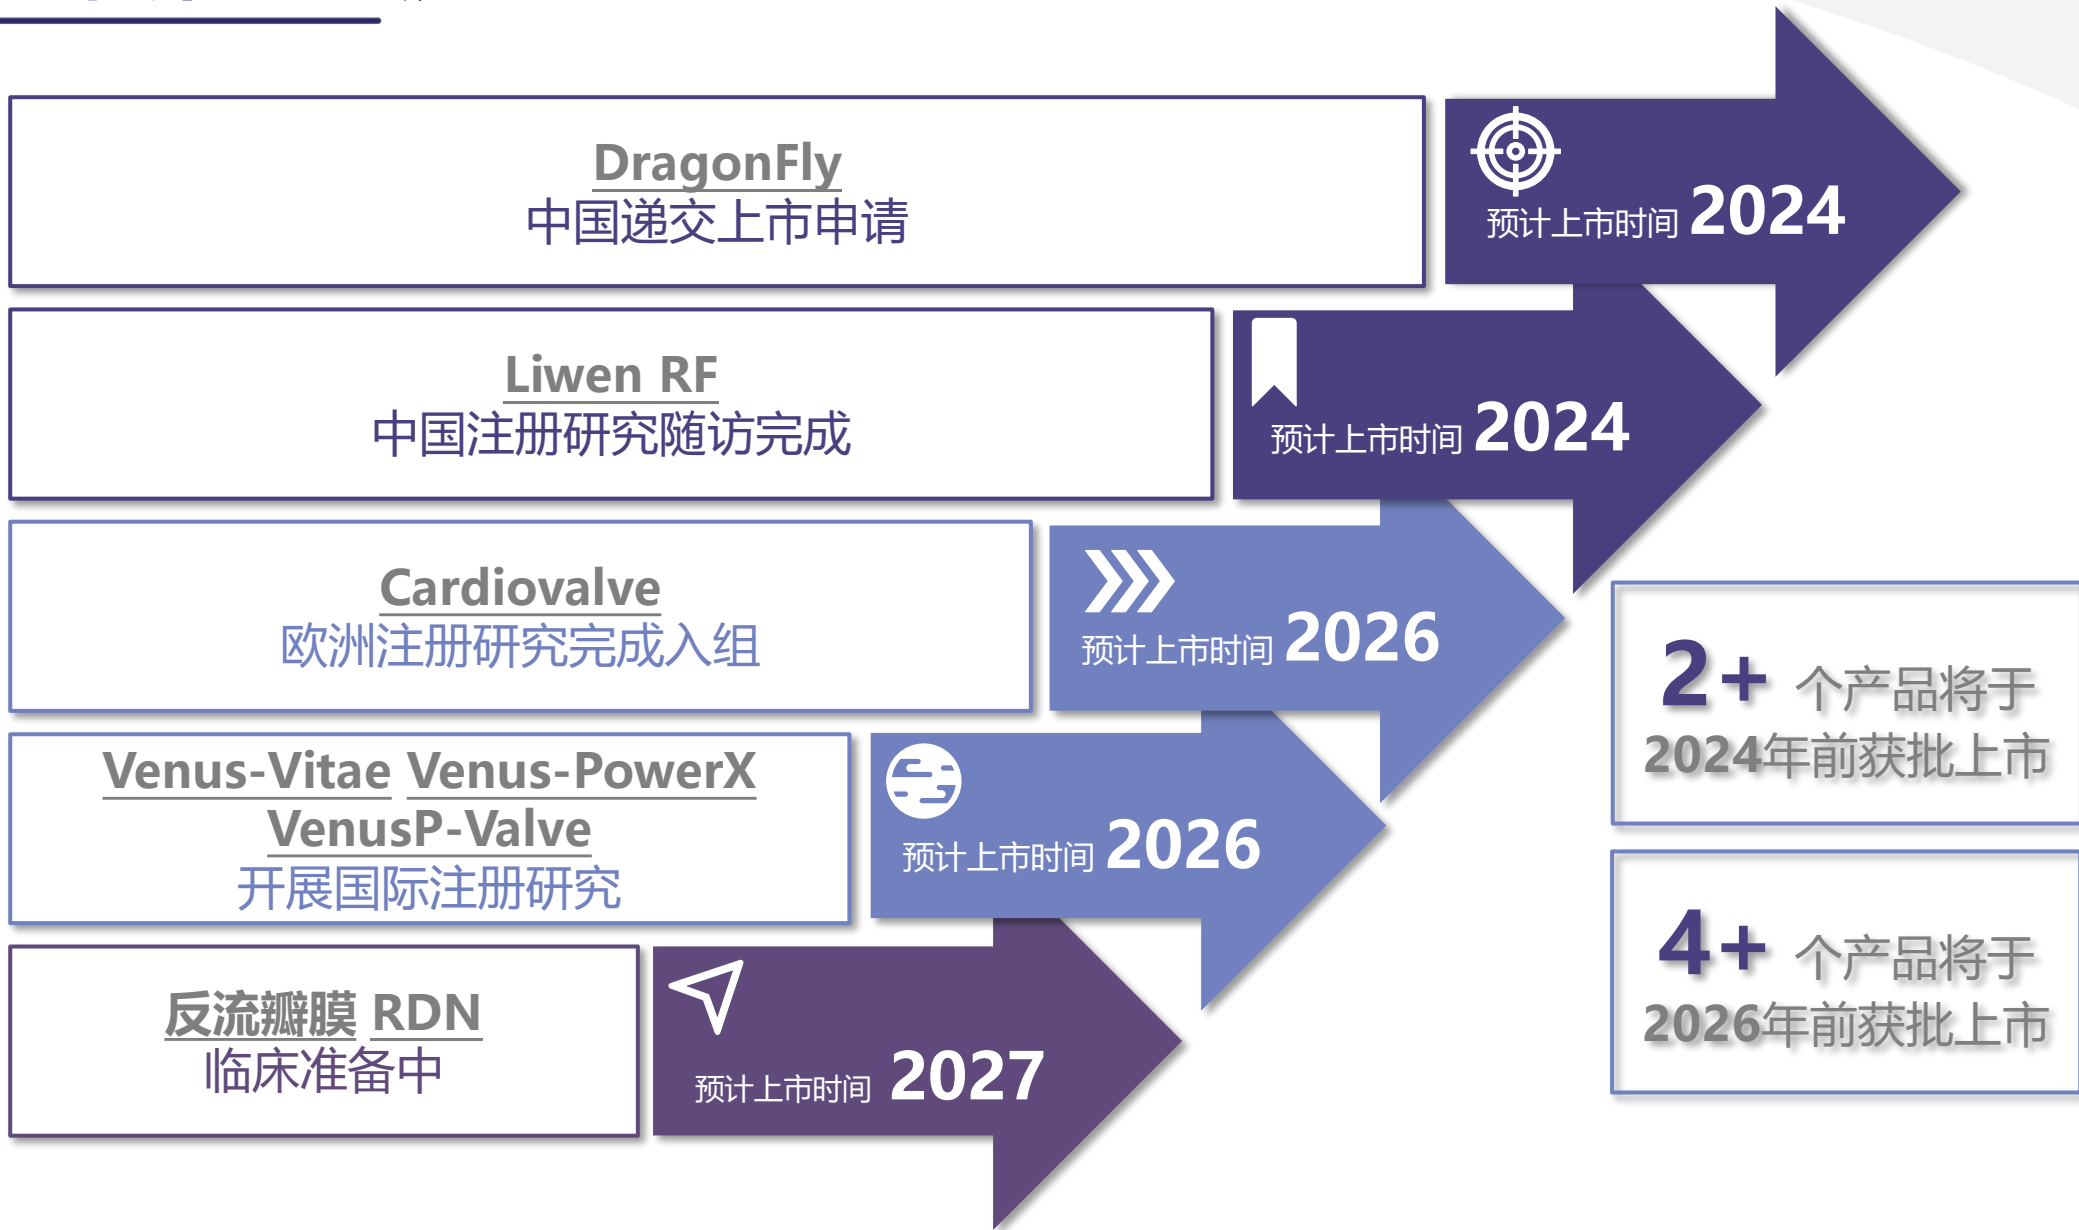 DragonFly
中国递交上市申请
预计上市时间 2024
Liwen RF
中国注册研究随访完成
预计上市时间 2024
Cardiovalve
欧洲注册研究完成入组
预计上市时间 2026
Venus-Vitae Venus-PowerX
VenusP-Valve
开展国际注册研究
预计上市时间 2026
反流瓣膜 RDN
临床准备中
预计上市时间 2027
2+ 个产品将于
2024年前获批上市
4+ 个产品将于
2026年前获批上市